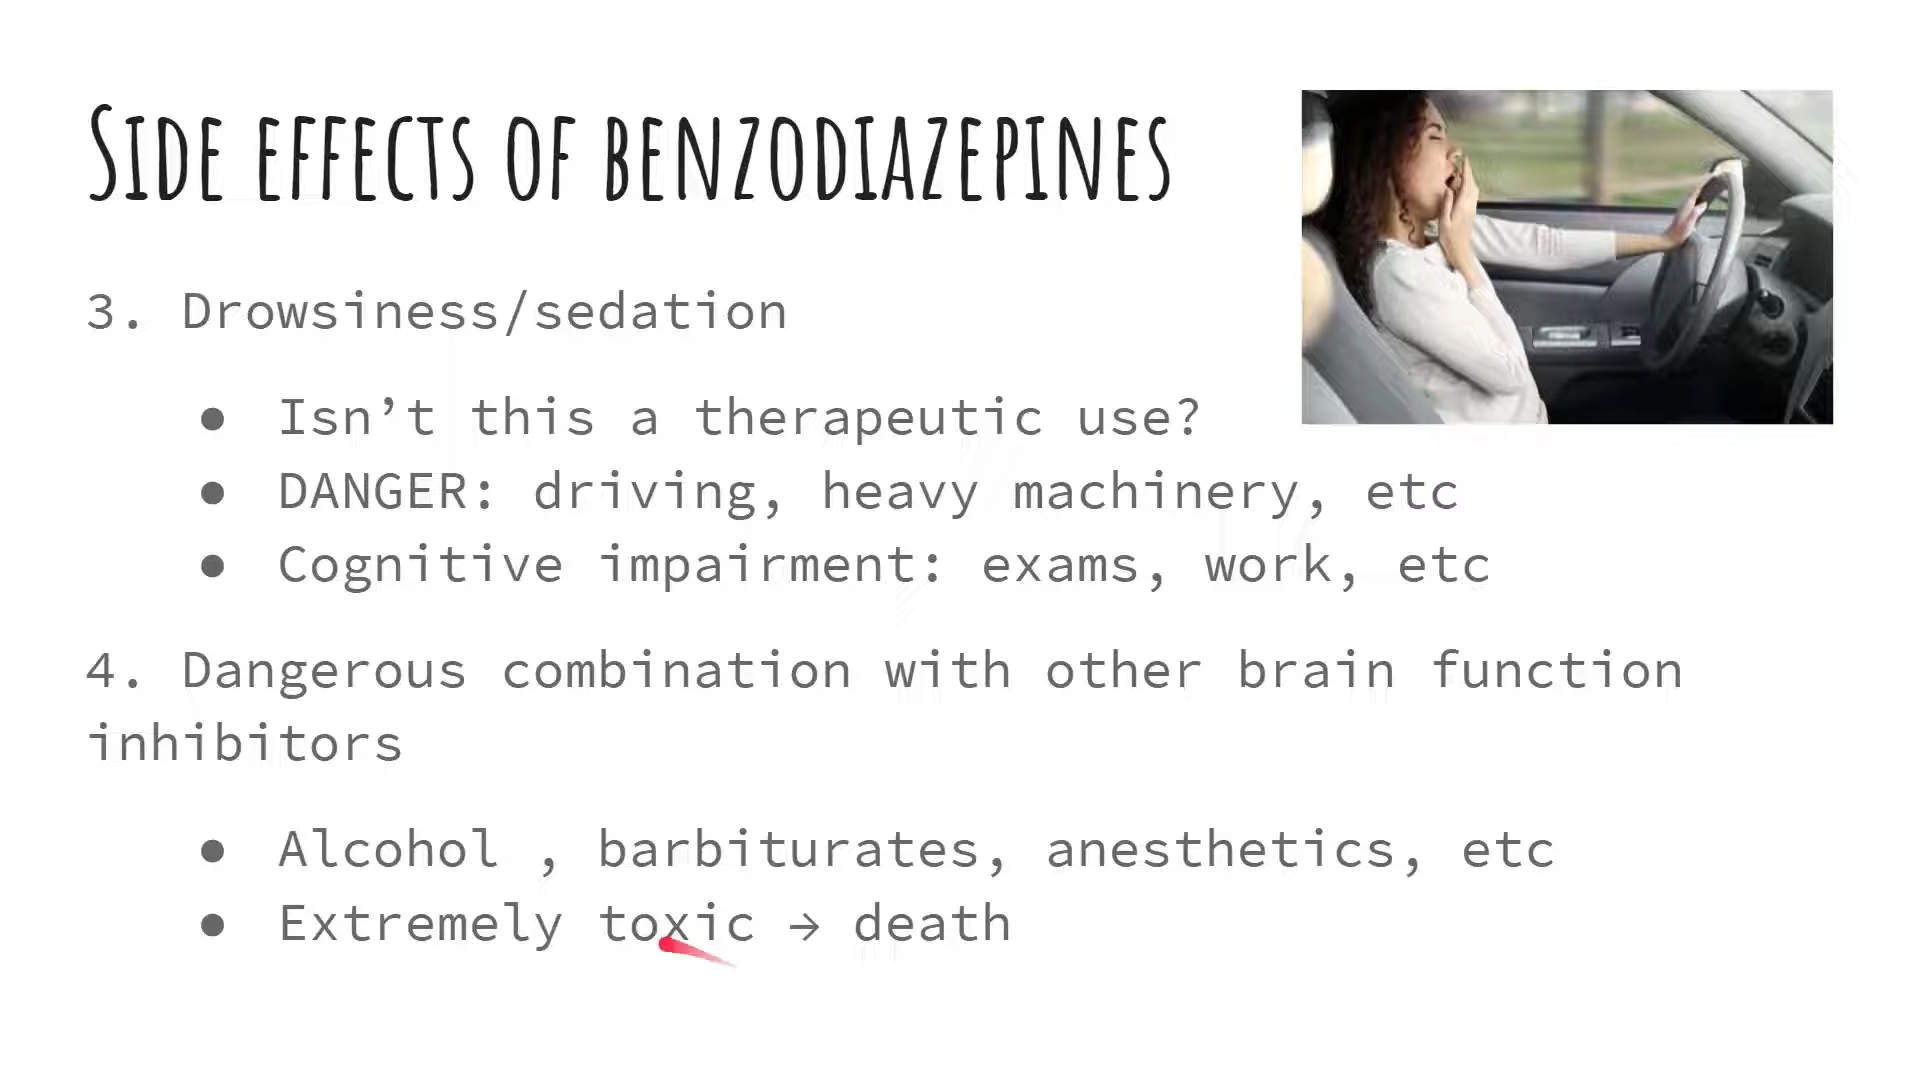 Side effects of benzodiazepines
3. Drowsiness/sedation
● Isn’t this a therapeutic use?
● DANGER: driving, heavy machinery, etc
● Cognitive impairment: exams, work, etc
4. Dangerous combination with other brain function
inhibitors
● Alcohol , barbiturates, anesthetics, etc
● Extremely toxic → death